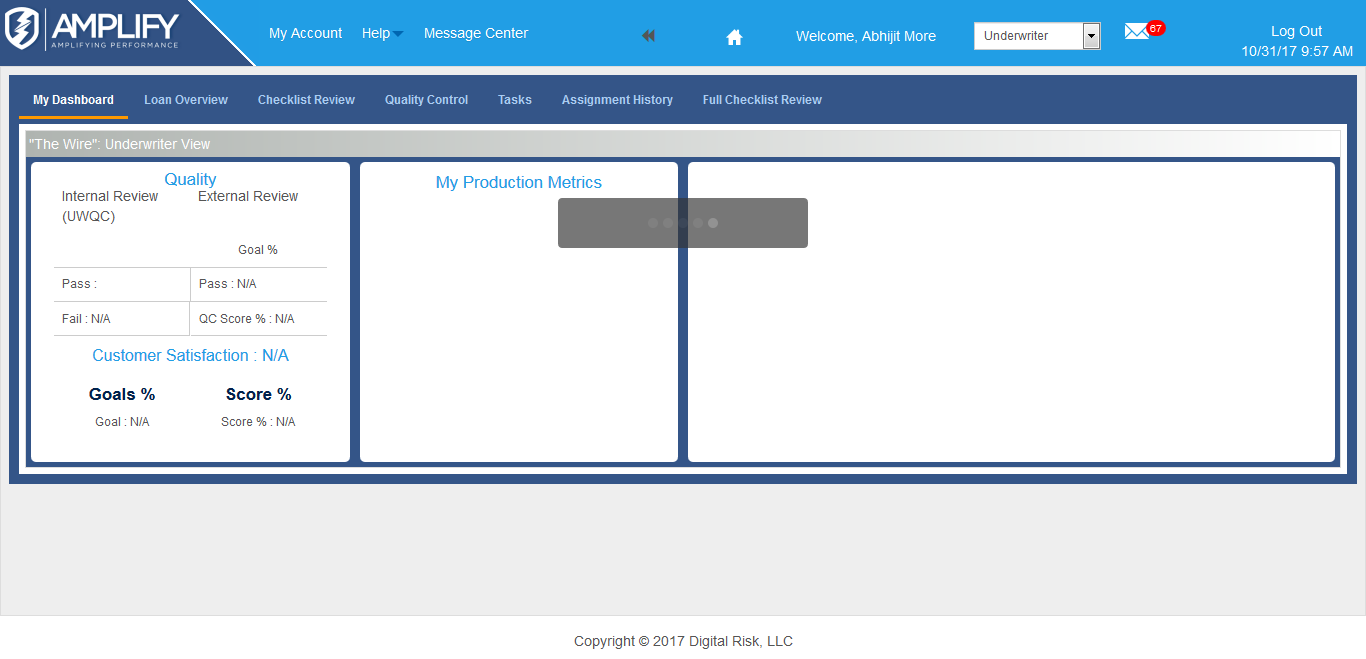 AMPLIFY
AMPLIFYING PERFORMANCE
My Account Help Message Center
Welcome, Abhijit More
Underwriter
67
Log Out
10/31/17 9:57 AM
My Dashboard Loan Overview Checklist Review Quality Control Tasks Assignment History Full Checklist Review
"The Wire": Underwriter View
Quality
Internal Review
(UWQC)
External Review
Goal %
Pass : Pass : N/A
Fail : N/A QC Score % : N/A
Customer Satisfaction : N/A
Goals % Score %
Goal : N/A Score % : N/A
My Production Metrics
Copyright © 2017 Digital Risk, LLC